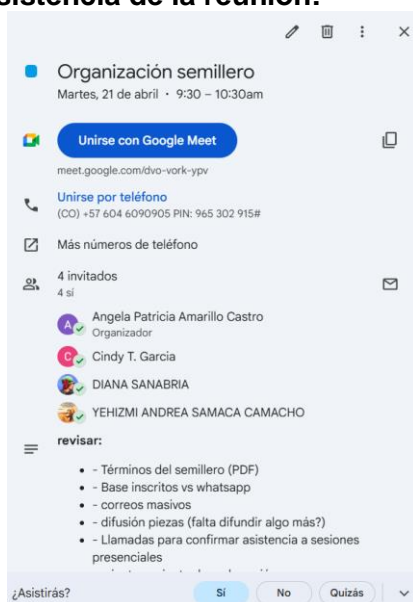 sistencia de la reunión:
Organización semillero
Martes, 21 de abril · 9:30 – 10:30am
Unirse con Google Meet
meet.google.com/dvo-vork-ypv
Unirse por teléfono
(CO) +57 604 6090905 PIN: 965 302 915#
Más números de teléfono
4 invitados
4 sí
A
Angela Patricia Amarillo Castro
Organizador
C
Cindy T. Garcia
DIANA SANABRIA
YEHIZMI ANDREA SAMACA CAMACHO
revisar:
• - Términos del semillero (PDF)
• - Base inscritos vs whatsapp
• - correos masivos
• - difusión piezas (falta difundir algo más?)
• - Llamadas para confirmar asistencia a sesiones
presenciales
¿Asistirás?
Sí
No
Quizás